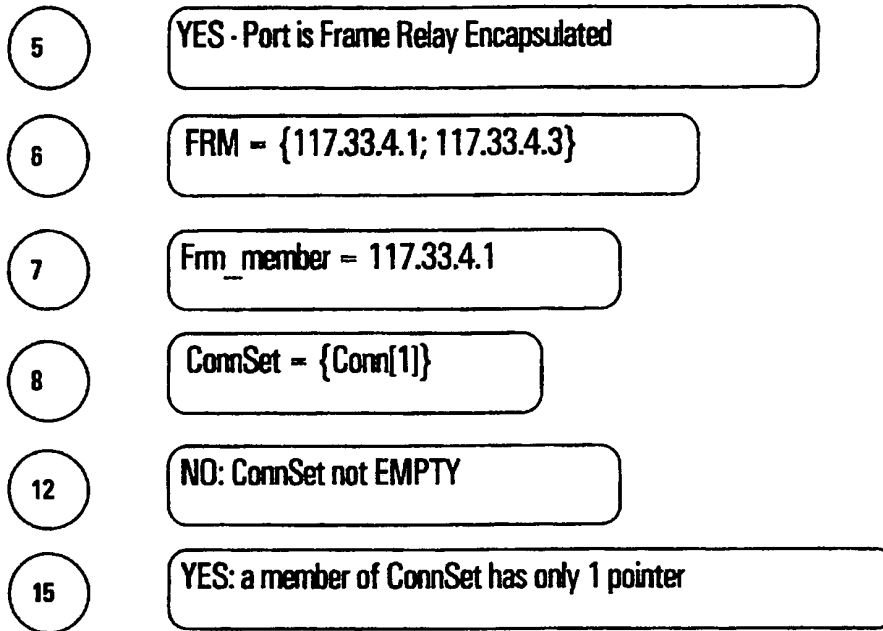 5 YES - Port is Frame Relay Encapsulated
6 FRM = {117.33.4.1; 117.33.4.3}
7 Frm_member = 117.33.4.1
8 ConnSet = {Conn[1]}
12 NO: ConnSet not EMPTY
15 YES: a member of ConnSet has only 1 pointer